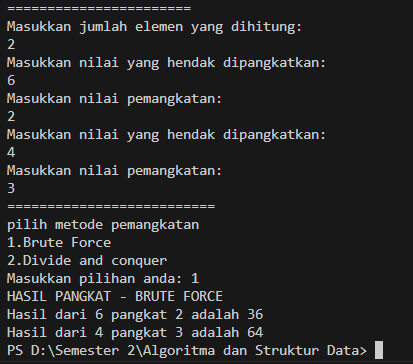 =======================
Masukkan jumlah elemen yang dihitung:
2
Masukkan nilai yang hendak dipangkatkan:
6
Masukkan nilai pemangkatan:
2
Masukkan nilai yang hendak dipangkatkan:
4
Masukkan nilai pemangkatan:
3
==========================
pilih metode pemangkatan
1.Brute Force
2.Divide and conquer
Masukkan pilihan anda: 1
HASIL PANGKAT - BRUTE FORCE
Hasil dari 6 pangkat 2 adalah 36
Hasil dari 4 pangkat 3 adalah 64
PS D:\Semester 2\Algoritma dan Struktur Data>